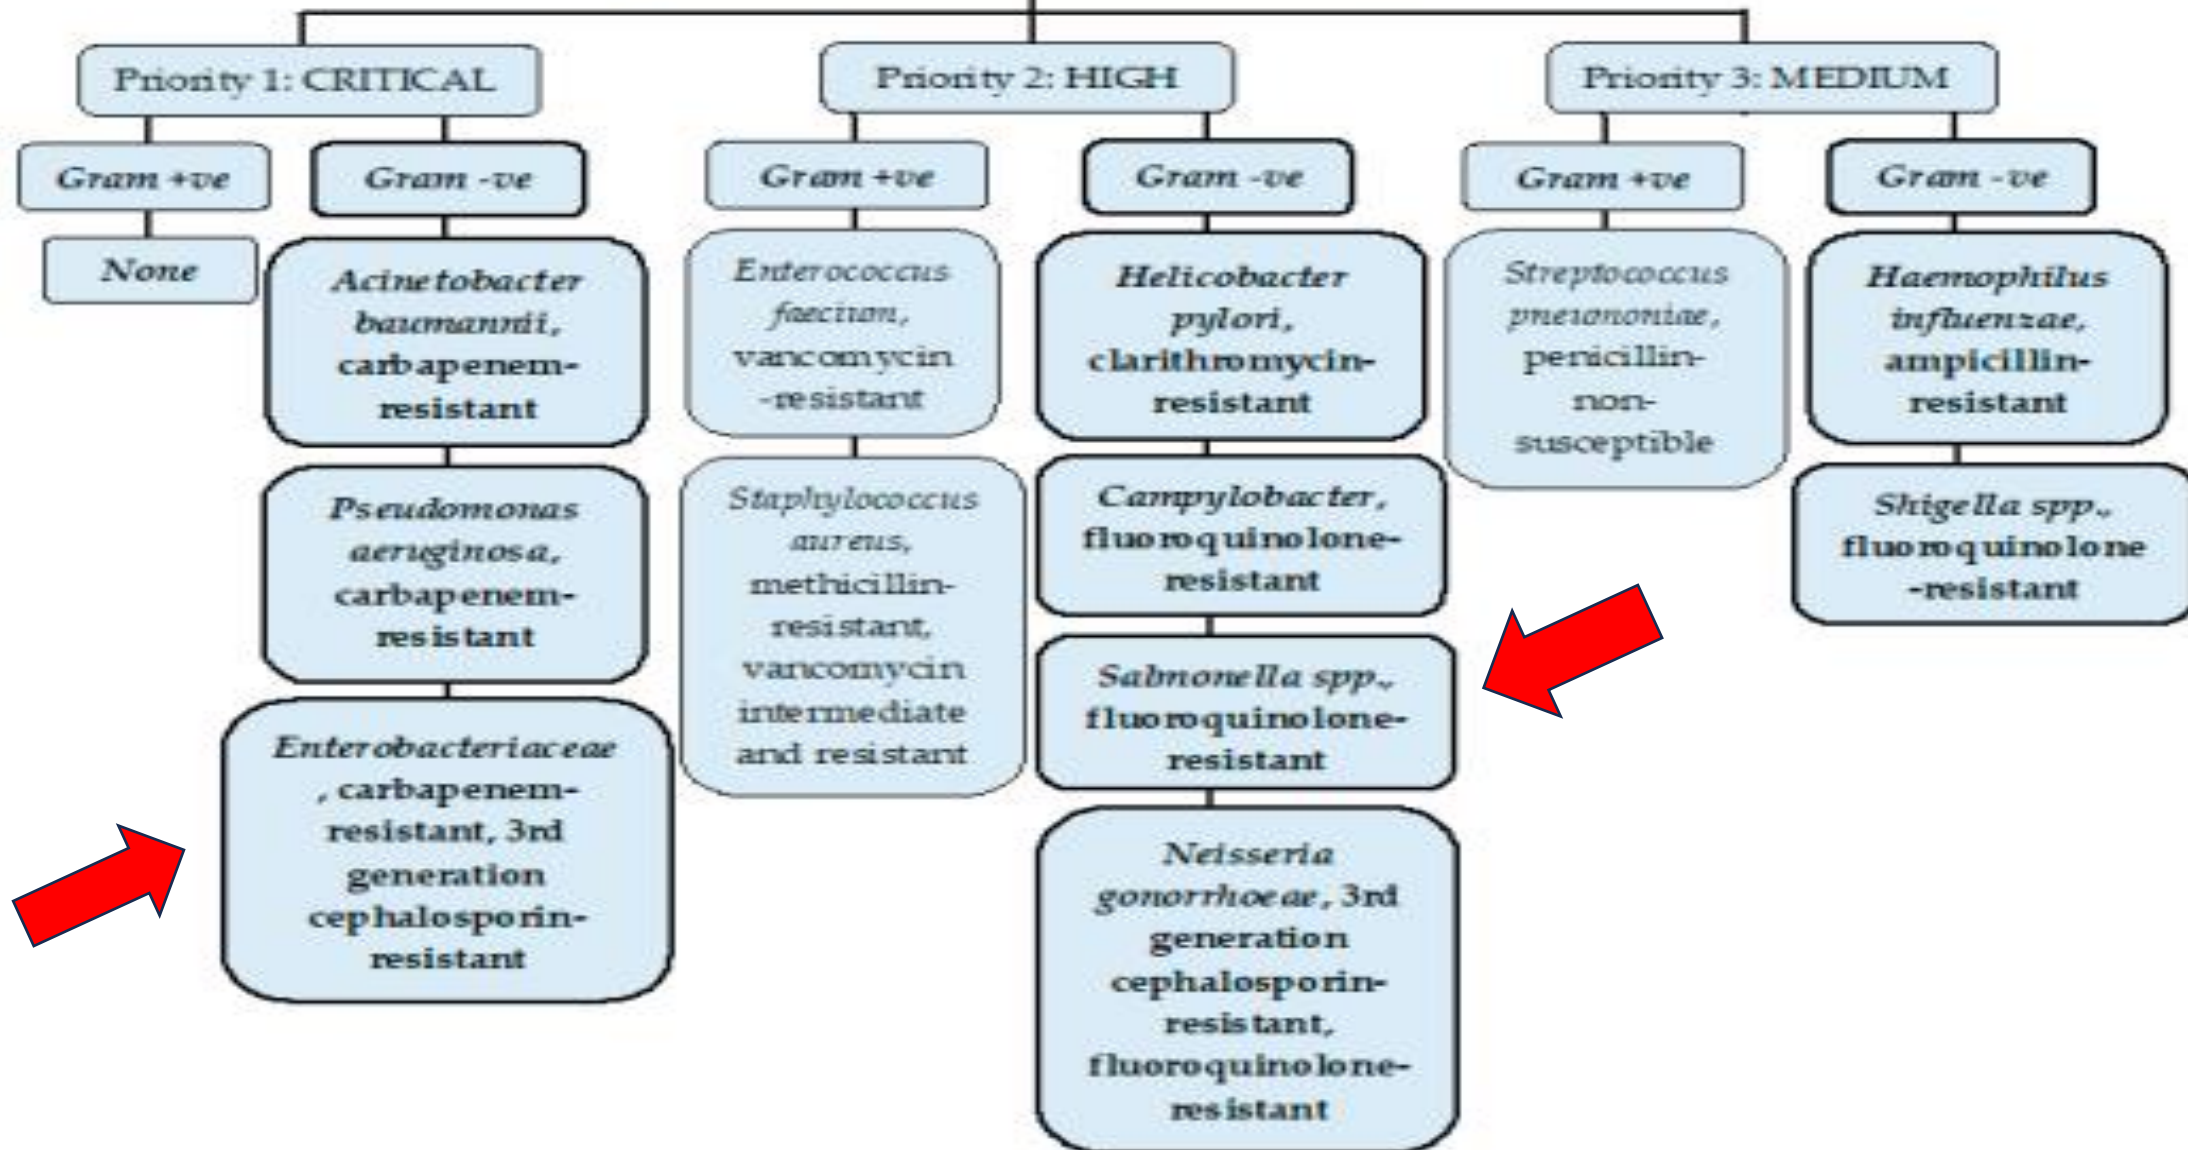 Priority 1: CRITICAL
Gram +ve
None
Gram -ve
Acinetobacter
baumannii,
carbapenem-
resistant
Pseudomonas
aeruginosa,
carbapenem-
resistant
Enterobacteriaceae
, carbapenem-
resistant, 3rd
generation
cephalosporin-
resistant
Priority 2: HIGH
Gram +ve
Enterococcus
faecium,
vancomycin
-resistant
Staphylococcus
aureus,
methicillin-
resistant,
vancomycin
intermediate
and resistant
Gram -ve
Helicobacter
pylori,
clarithromycin-
resistant
Campylobacter,
fluoroquinolone-
resistant
Salmonella spp.,
fluoroquinolone-
resistant
Neisseria
gonorrhoeae, 3rd
generation
cephalosporin-
resistant,
fluoroquinolone-
resistant
Priority 3: MEDIUM
Gram +ve
Streptococcus
pneumoniae,
penicillin-
non-
susceptible
Gram -ve
Haemophilus
influenzae,
ampicillin-
resistant
Shigella spp.,
fluoroquinolone
-resistant